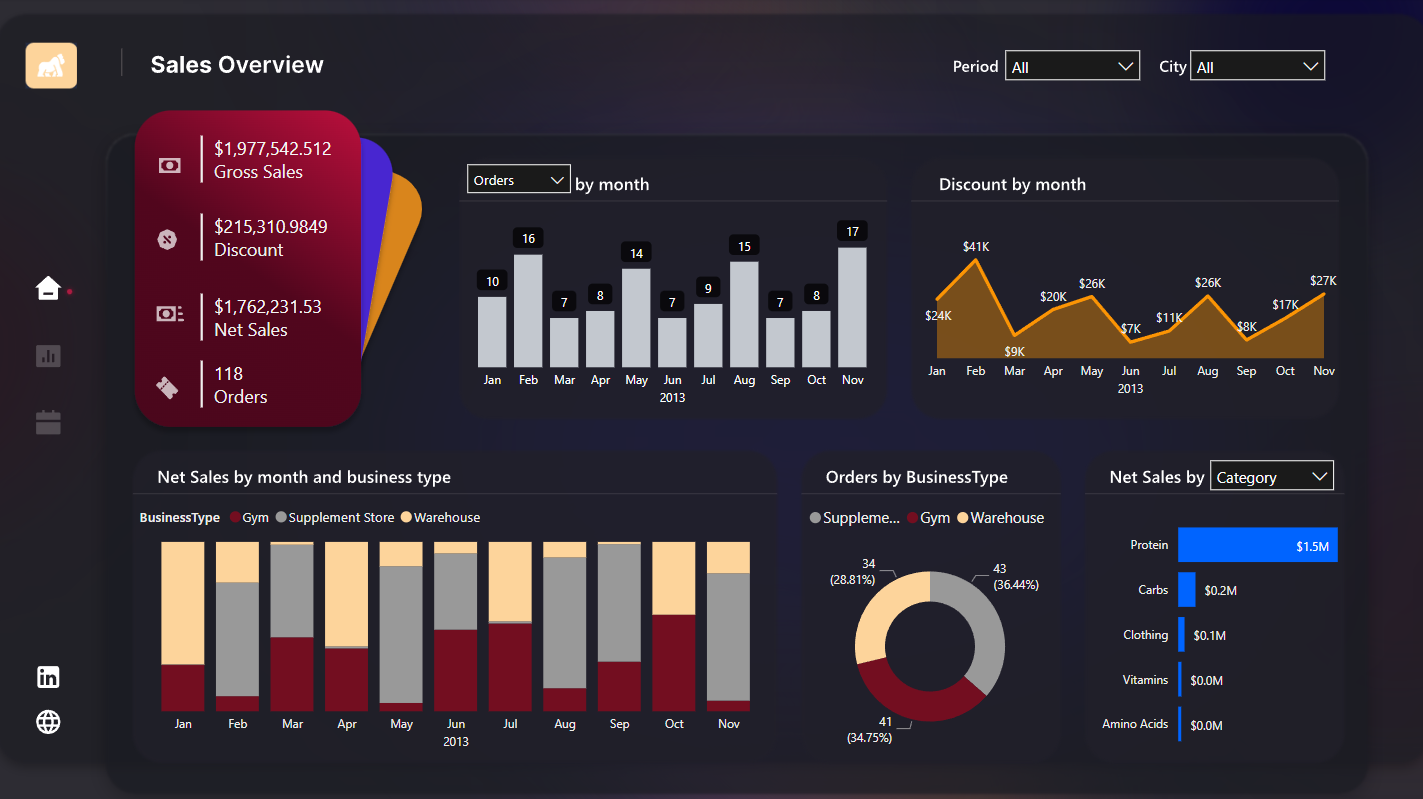 Sales Overview
Period All City All
$1,977,542.512
Gross Sales
$215,310.9849
Discount
$1,762,231.53
Net Sales
118
Orders
Orders by month
10 16 7 8 14 7 9 15 7 8 17
Jan Feb Mar Apr May Jun Jul Aug Sep Oct Nov
2013
Discount by month
$24K $41K $9K $20K $26K $7K $11K $26K $8K $17K $27K
Jan Feb Mar Apr May Jun Jul Aug Sep Oct Nov
2013
Net Sales by month and business type
BusinessType Gym Supplement Store Warehouse
Jan Feb Mar Apr May Jun Jul Aug Sep Oct Nov
2013
Orders by BusinessType
Suppleme... Gym Warehouse
34
(28.81%)
43
(36.44%)
41
(34.75%)
Net Sales by Category
Protein $1.5M
Carbs $0.2M
Clothing $0.1M
Vitamins $0.0M
Amino Acids $0.0M
in